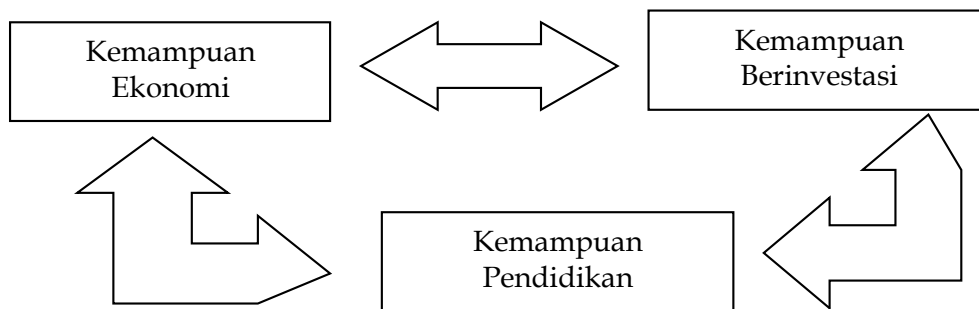 Kemampuan
Ekonomi
Kemampuan
Berinvestasi
Kemampuan
Pendidikan